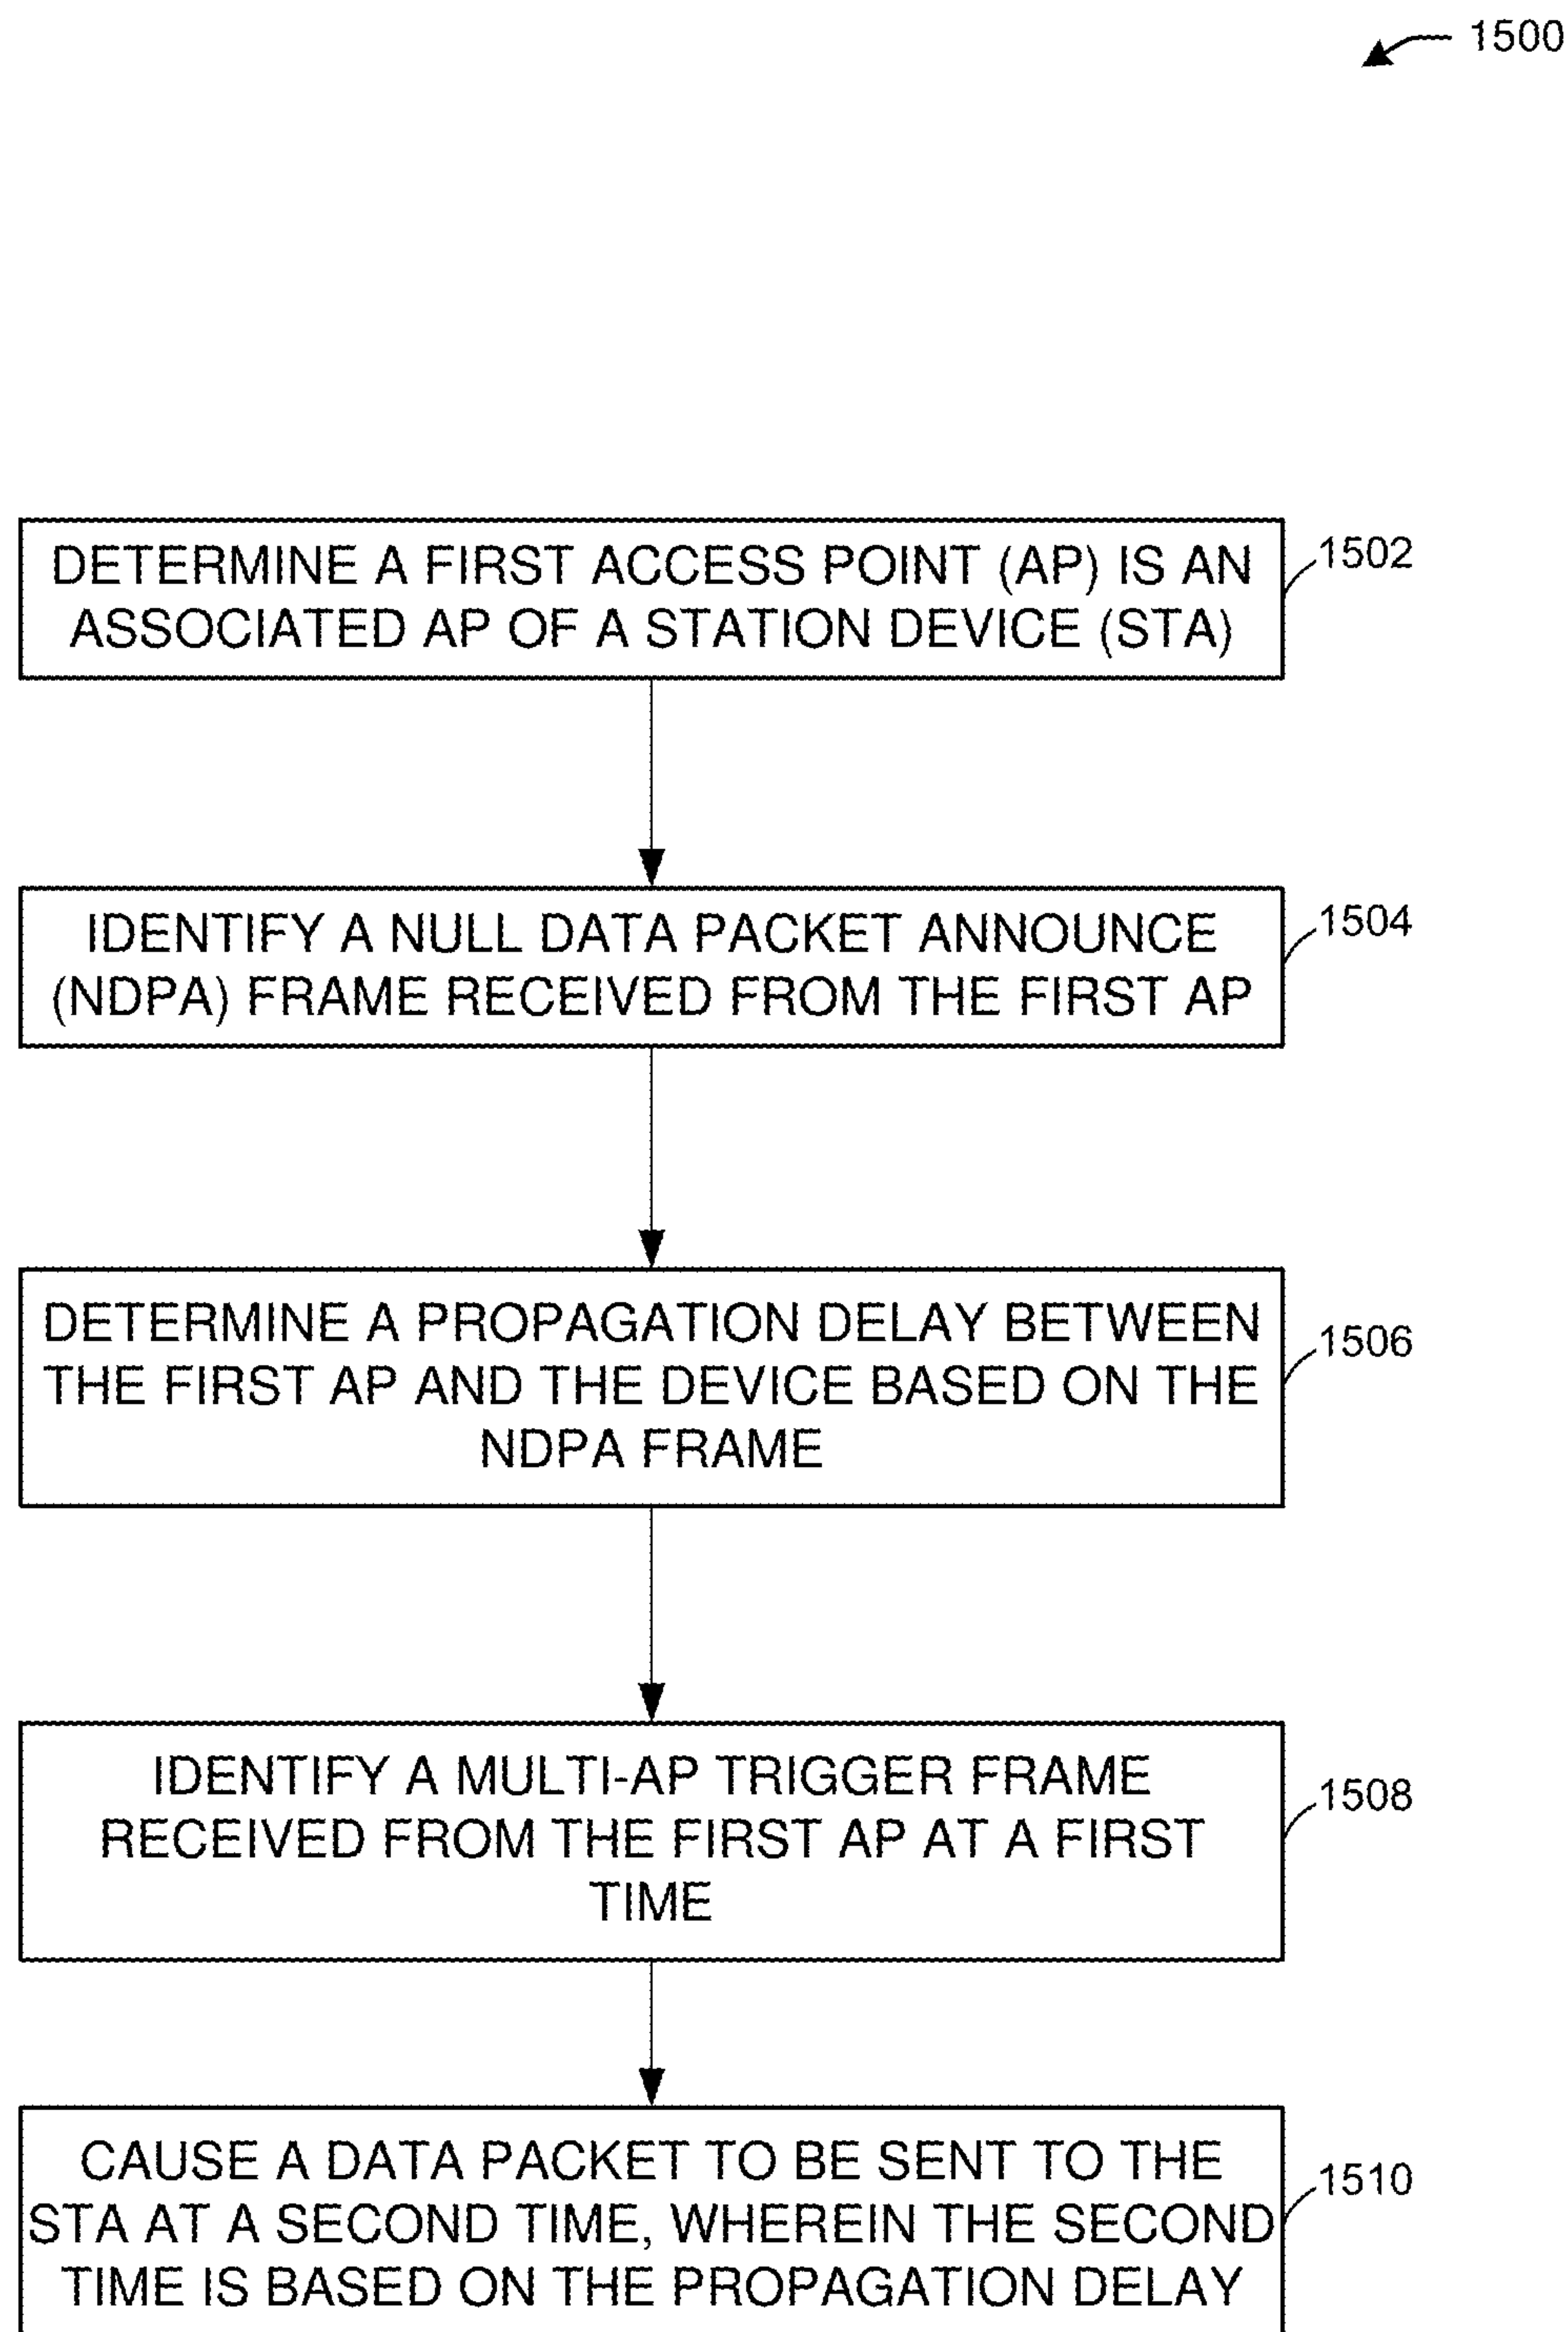 1500
DETERMINE A FIRST ACCESS POINT (AP) IS AN
ASSOCIATED AP OF A STATION DEVICE (STA)
1502
IDENTIFY A NULL DATA PACKET ANNOUNCE
(NDPA) FRAME RECEIVED FROM THE FIRST AP
1504
DETERMINE A PROPAGATION DELAY BETWEEN
THE FIRST AP AND THE DEVICE BASED ON THE
NDPA FRAME
1506
IDENTIFY A MULTI-AP TRIGGER FRAME
RECEIVED FROM THE FIRST AP AT A FIRST
TIME
1508
CAUSE A DATA PACKET TO BE SENT TO THE
STA AT A SECOND TIME, WHEREIN THE SECOND
TIME IS BASED ON THE PROPAGATION DELAY
1510